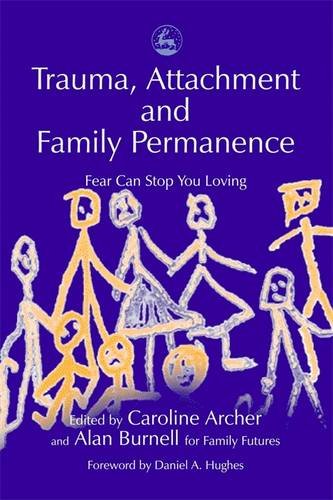 Trauma, Attachment
and
Family Permanence
Fear Can Stop You Loving
Edited by Caroline Archer
and Alan Burnell for Family Futures
Foreword by Daniel A. Hughes